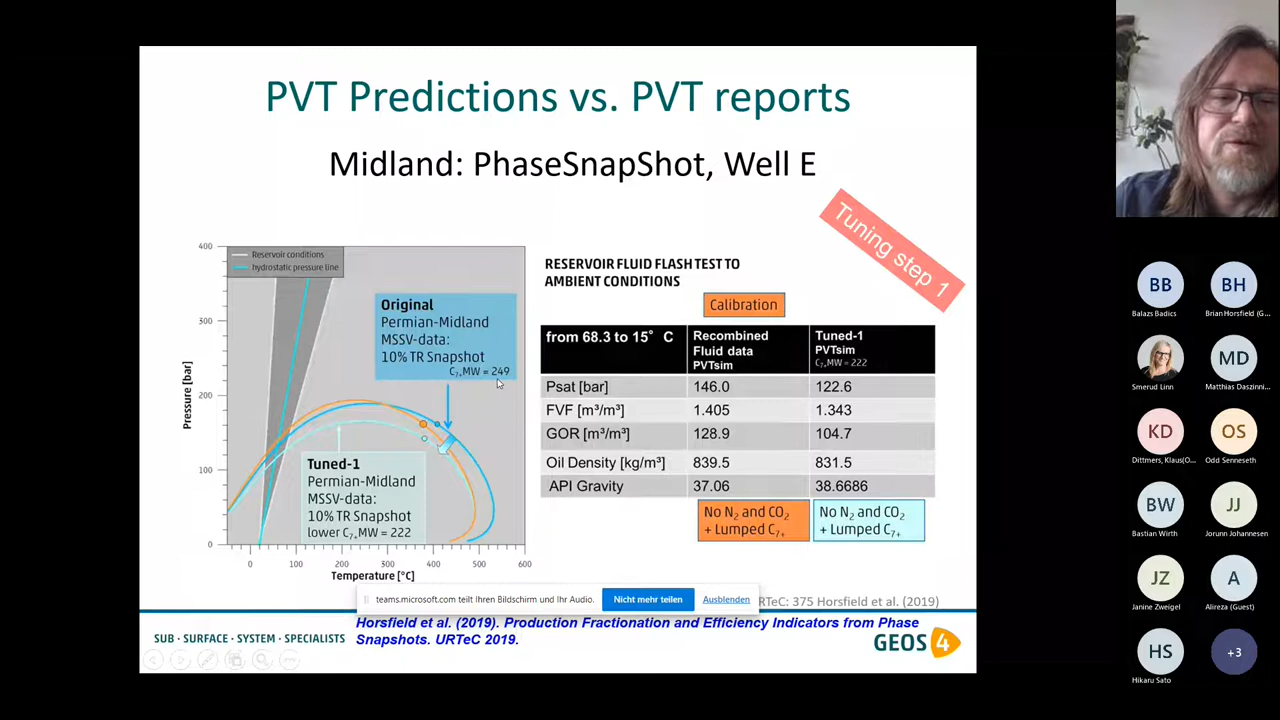 PVT Predictions vs. PVT reports
Midland: PhaseSnapShot, Well E
Tuning step 1
400
300
200
100
0
Pressure [bar]
Reservoir conditions
hydrostatic pressure line
Original
Permian-Midland
MSSV-data:
10% TR Snapshot
C₇₊MW = 249
Tuned-1
Permian-Midland
MSSV-data:
10% TR Snapshot
lower C₇₊MW = 222
0 100 200 300 400 500 600
Temperature [°C]
RESERVOIR FLUID FLASH TEST TO
AMBIENT CONDITIONS
Calibration
from 68.3 to 15° C
Recombined
Fluid data
PVTsim
Tuned-1
PVTsim
C₇₊MW = 222
Psat [bar] 146.0 122.6
FVF [m³/m³] 1.405 1.343
GOR [m³/m³] 128.9 104.7
Oil Density [kg/m³] 839.5 831.5
API Gravity 37.06 38.6686
No N₂ and CO₂
+ Lumped C₇₊
No N₂ and CO₂
+ Lumped C₇₊
teams.microsoft.com teilt Ihren Bildschirm und Ihr Audio.
Nicht mehr teilen
Ausblenden
RTeC: 375 Horsfield et al. (2019)
SUB · SURFACE · SYSTEM · SPECIALISTS
Horsfield et al. (2019). Production Fractionation and Efficiency Indicators from Phase
Snapshots. URTeC 2019.
GEOS 4
BB
BH
Balazs Badics
Brian Horsfield (G...
MD
Smerud Linn
Matthias Daszinni...
KD
OS
Dittmers, Klaus(O...
Odd Senneseth
BW
JJ
Bastian Wirth
Jorunn Johannesen
JZ
A
Janine Zweigel
Alireza (Guest)
HS
+3
Hikaru Sato